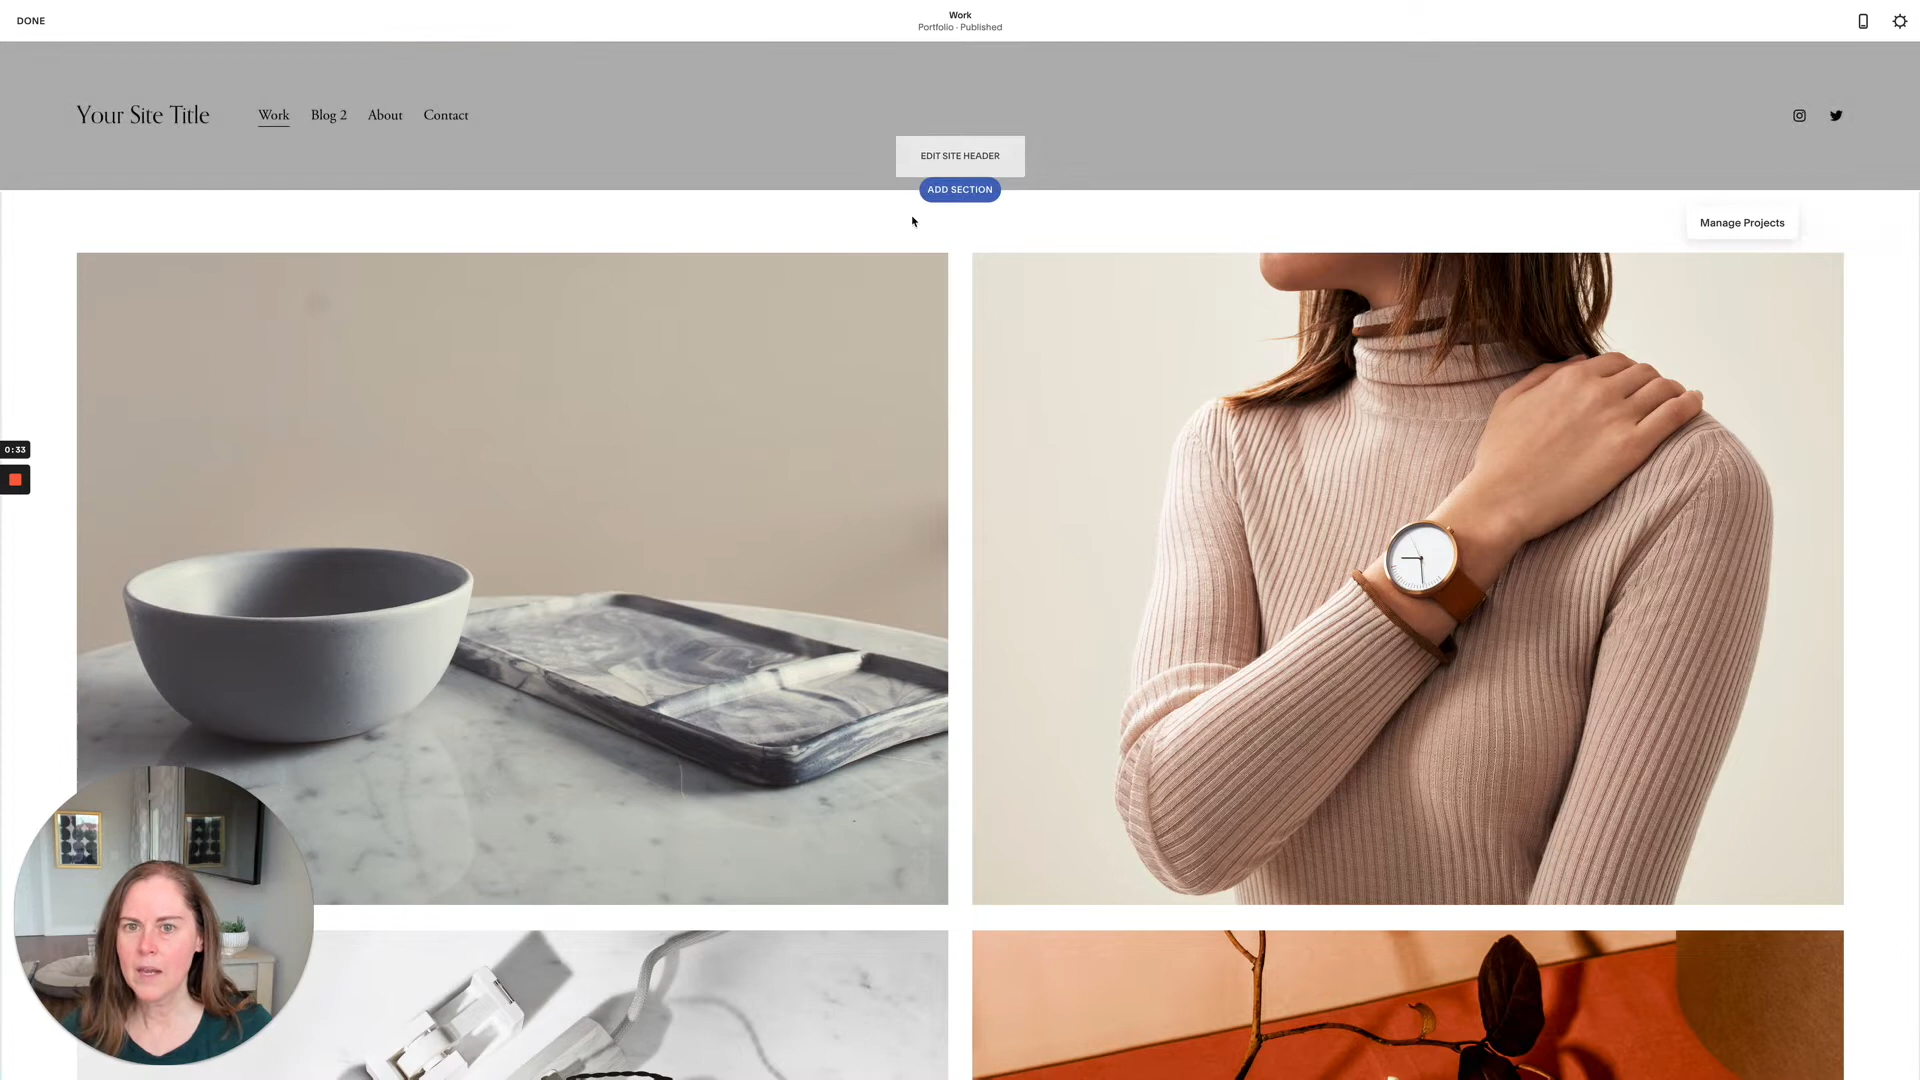 DONE
Work
Portfolio · Published
Your Site Title
Work
Blog 2
About
Contact
EDIT SITE HEADER
ADD SECTION
Manage Projects
0:33